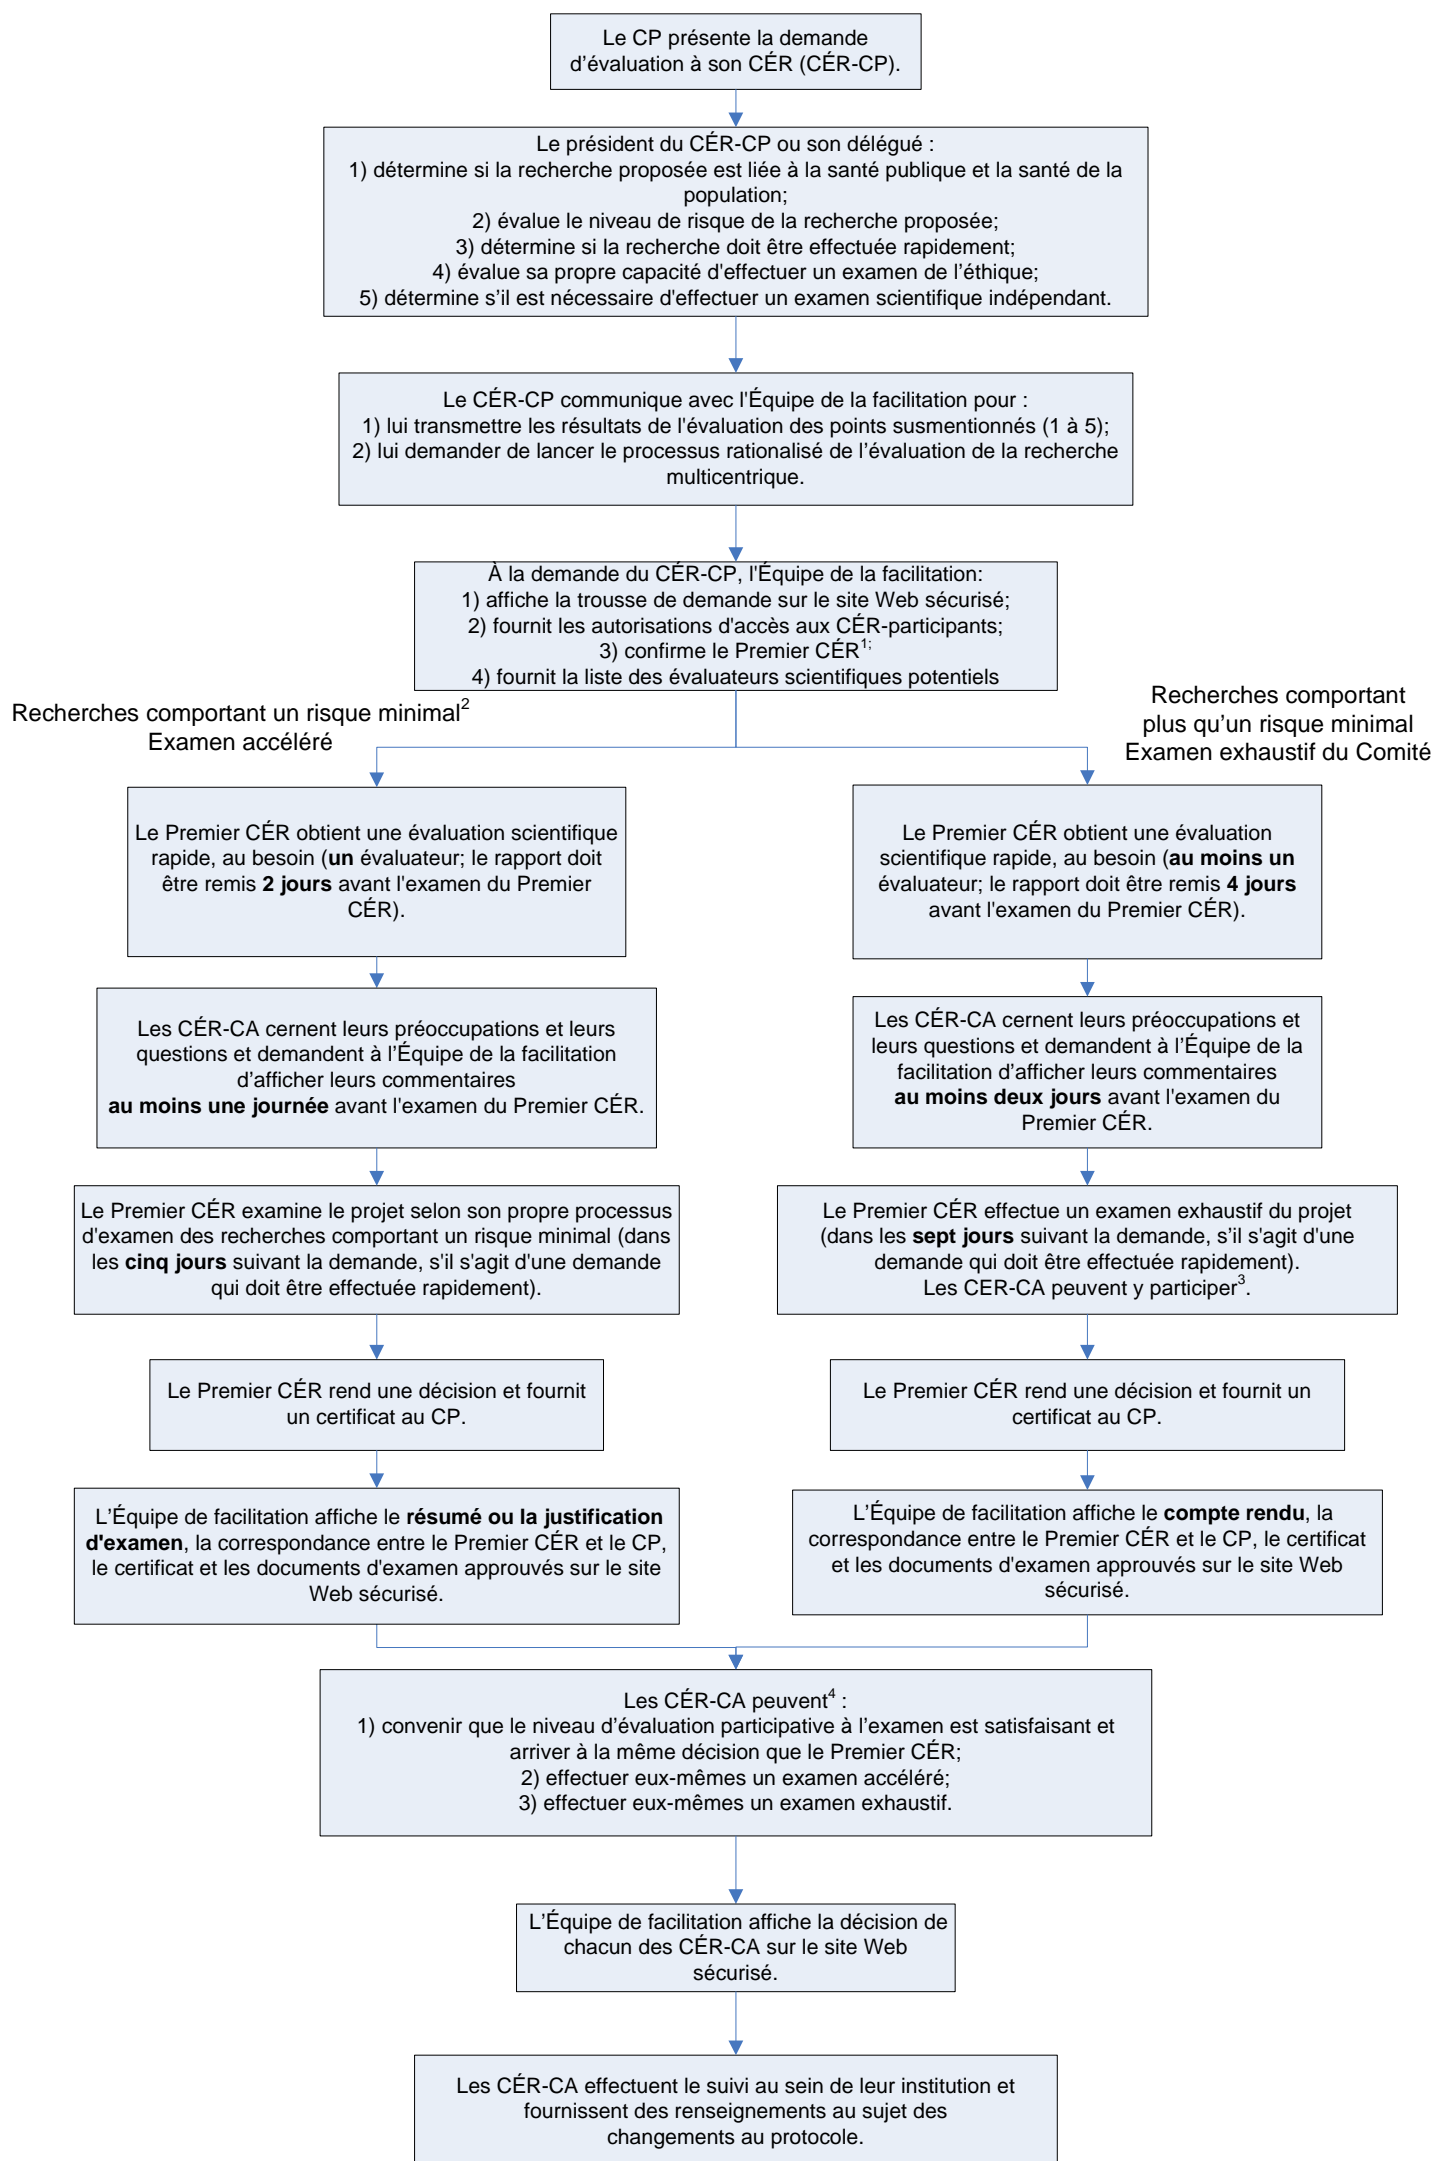 Le CP présente la demande
d’évaluation à son CÉR (CÉR-CP).
Le président du CÉR-CP ou son délégué :
1) détermine si la recherche proposée est liée à la santé publique et la santé de la
population;
2) évalue le niveau de risque de la recherche proposée;
3) détermine si la recherche doit être effectuée rapidement;
4) évalue sa propre capacité d'effectuer un examen de l’éthique;
5) détermine s’il est nécessaire d'effectuer un examen scientifique indépendant.
Le CÉR-CP communique avec l'Équipe de la facilitation pour :
1) lui transmettre les résultats de l'évaluation des points susmentionnés (1 à 5);
2) lui demander de lancer le processus rationalisé de l’évaluation de la recherche
multicentrique.
À la demande du CÉR-CP, l'Équipe de la facilitation:
1) affiche la trousse de demande sur le site Web sécurisé;
2) fournit les autorisations d'accès aux CÉR-participants;
3) confirme le Premier CÉR1;
4) fournit la liste des évaluateurs scientifiques potentiels
Recherches comportant un risque minimal2
Examen accéléré
Recherches comportant
plus qu’un risque minimal
Examen exhaustif du Comité
Le Premier CÉR obtient une évaluation scientifique
rapide, au besoin (un évaluateur; le rapport doit
être remis 2 jours avant l'examen du Premier
CÉR).
Le Premier CÉR obtient une évaluation
scientifique rapide, au besoin (au moins un
évaluateur; le rapport doit être remis 4 jours
avant l'examen du Premier CÉR).
Les CÉR-CA cernent leurs préoccupations et leurs
questions et demandent à l’Équipe de la facilitation
d’afficher leurs commentaires
au moins une journée avant l'examen du Premier CÉR.
Les CÉR-CA cernent leurs préoccupations et
leurs questions et demandent à l’Équipe de la
facilitation d’afficher leurs commentaires
au moins deux jours avant l'examen du
Premier CÉR.
Le Premier CÉR examine le projet selon son propre processus
d'examen des recherches comportant un risque minimal (dans
les cinq jours suivant la demande, s'il s'agit d'une demande
qui doit être effectuée rapidement).
Le Premier CÉR effectue un examen exhaustif du projet
(dans les sept jours suivant la demande, s’il s'agit d'une
demande qui doit être effectuée rapidement).
Les CER-CA peuvent y participer3.
Le Premier CÉR rend une décision et fournit
un certificat au CP.
Le Premier CÉR rend une décision et fournit un
certificat au CP.
L’Équipe de facilitation affiche le résumé ou la justification
d'examen, la correspondance entre le Premier CÉR et le CP,
le certificat et les documents d'examen approuvés sur le site
Web sécurisé.
L’Équipe de facilitation affiche le compte rendu, la
correspondance entre le Premier CÉR et le CP, le certificat
et les documents d'examen approuvés sur le site Web
sécurisé.
Les CÉR-CA peuvent4 :
1) convenir que le niveau d’évaluation participative à l’examen est satisfaisant et
arriver à la même décision que le Premier CÉR;
2) effectuer eux-mêmes un examen accéléré;
3) effectuer eux-mêmes un examen exhaustif.
L’Équipe de facilitation affiche la décision de
chacun des CÉR-CA sur le site Web
sécurisé.
Les CÉR-CA effectuent le suivi au sein de leur institution et
fournissent des renseignements au sujet des
changements au protocole.